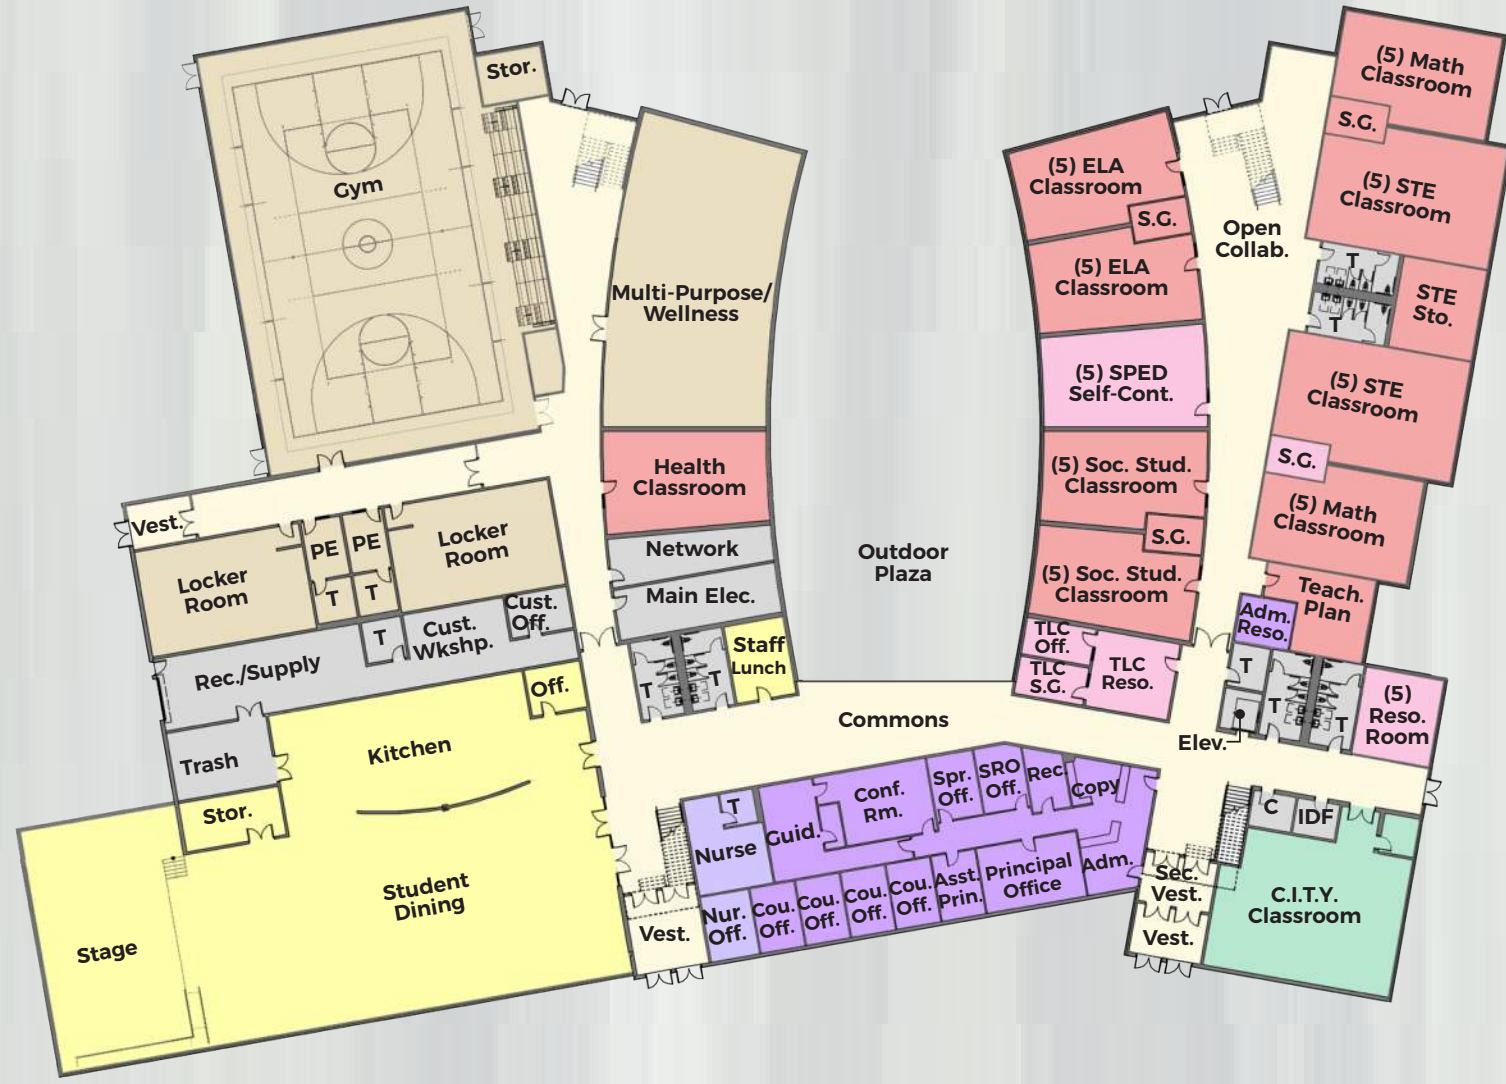 Stor.
Gym
Multi-Purpose/
Wellness
Health
Classroom
Network
Main Elec.
Staff
Lunch
T
T
Vest.
Locker
Room
PE
PE
T
T
Locker
Room
Cust.
Off.
Cust.
Wkshp.
T
Rec./Supply
Off.
Trash
Kitchen
Stor.
Student
Dining
Stage
Outdoor
Plaza
Commons
(5) ELA
Classroom
S.G.
(5) ELA
Classroom
(5) SPED
Self-Cont.
(5) Soc. Stud.
Classroom
S.G.
(5) Soc. Stud.
Classroom
TLC
Off.
TLC
S.G.
TLC
Reso.
Open
Collab.
(5) Math
Classroom
S.G.
(5) STE
Classroom
T
T
STE
Sto.
(5) STE
Classroom
S.G.
(5) Math
Classroom
Teach.
Plan
Adm.
Reso.
T
Elev.
T
T
(5)
Reso.
Room
C
IDF
C.I.T.Y.
Classroom
Sec.
Vest.
Vest.
T
Nurse
Nur.
Off.
Vest.
Guid.
Conf.
Rm.
Spr.
Off.
SRO
Off.
Rec.
Copy
Cou.
Off.
Cou.
Off.
Cou.
Off.
Cou.
Off.
Asst.
Prin.
Principal
Office
Adm.